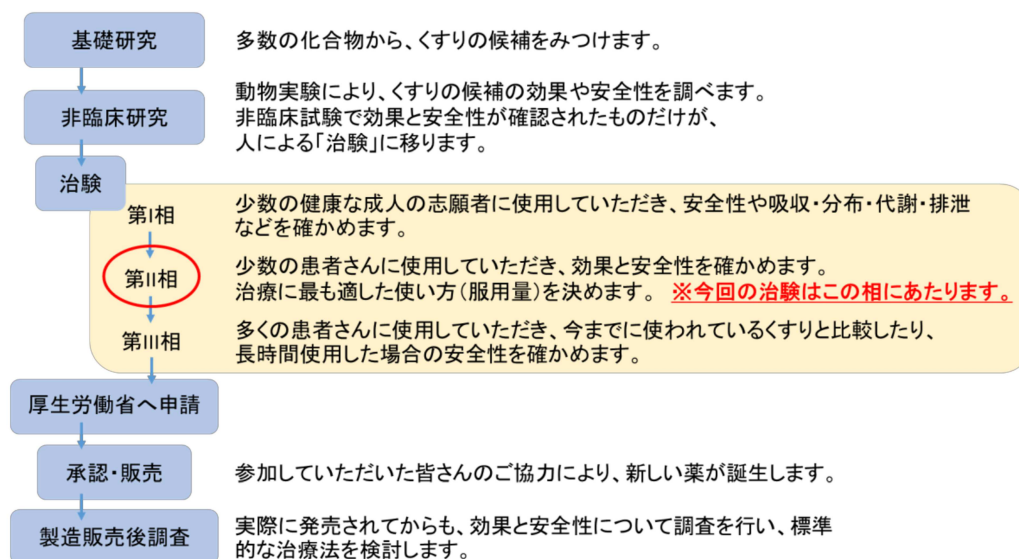 基礎研究
多数の化合物から、くすりの候補をみつけます。
非臨床研究
動物実験により、くすりの候補の効果や安全性を調べます。
非臨床試験で効果と安全性が確認されたものだけが、
人による「治験」に移ります。
治験
第I相
少数の健康な成人の志願者に使用していただき、安全性や吸収・分布・代謝・排泄
などを確かめます。
第II相
少数の患者さんに使用していただき、効果と安全性を確かめます。
治療に最も適した使い方（服用量）を決めます。 ※今回の治験はこの相にあたります。
第III相
多くの患者さんに使用していただき、今までに使われているくすりと比較したり、
長時間使用した場合の安全性を確かめます。
厚生労働省へ申請
承認・販売
参加していただいた皆さんのご協力により、新しい薬が誕生します。
製造販売後調査
実際に発売されてからも、効果と安全性について調査を行い、標準
的な治療法を検討します。